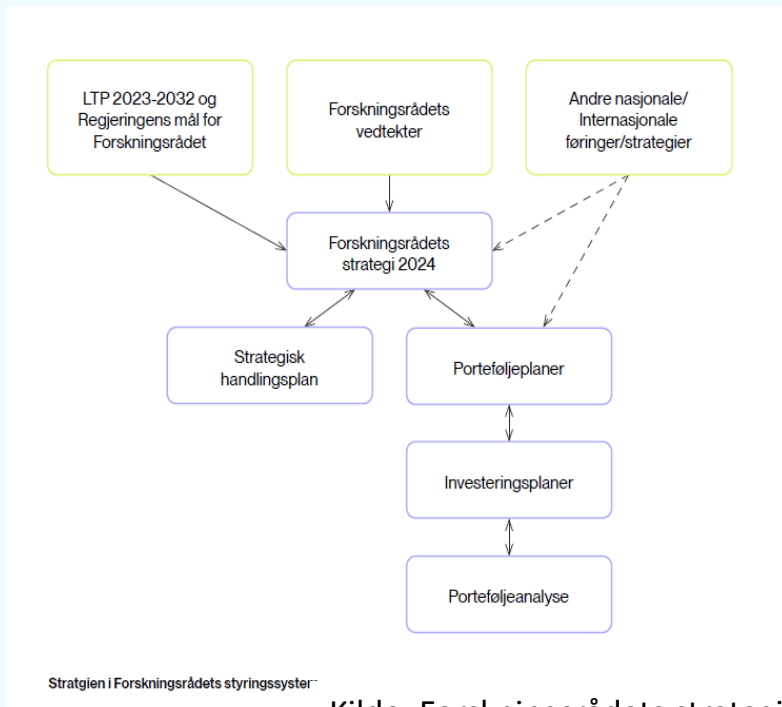 LTP 2023-2032 og
Regjeringens mål for
Forskningsrådet
Forskningsrådets
vedtekter
Andre nasjonale/
Internasjonale
føringer/strategier
Forskningsrådets
strategi 2024
Strategisk
handlingsplan
Porteføljeplaner
Investeringsplaner
Porteføljeanalyse
Stratgien i Forskningsrådets